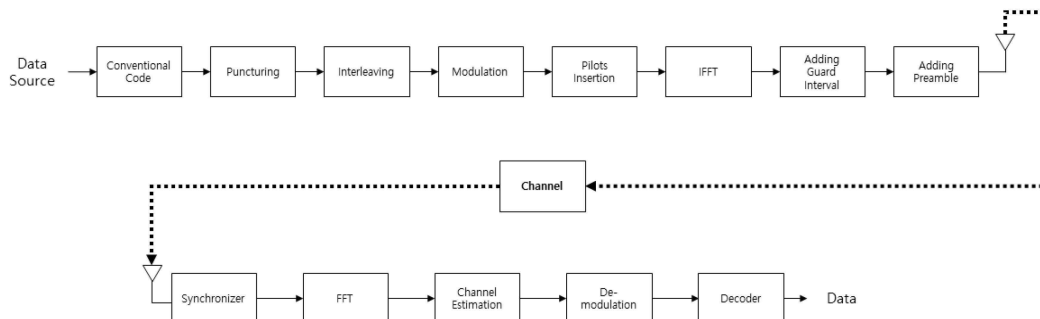 Data
Source
Conventional
Code
Puncturing
Interleaving
Modulation
Pilots
Insertion
IFFT
Adding
Guard
Interval
Adding
Preamble
Channel
Synchronizer
FFT
Channel
Estimation
De-
modulation
Decoder
Data